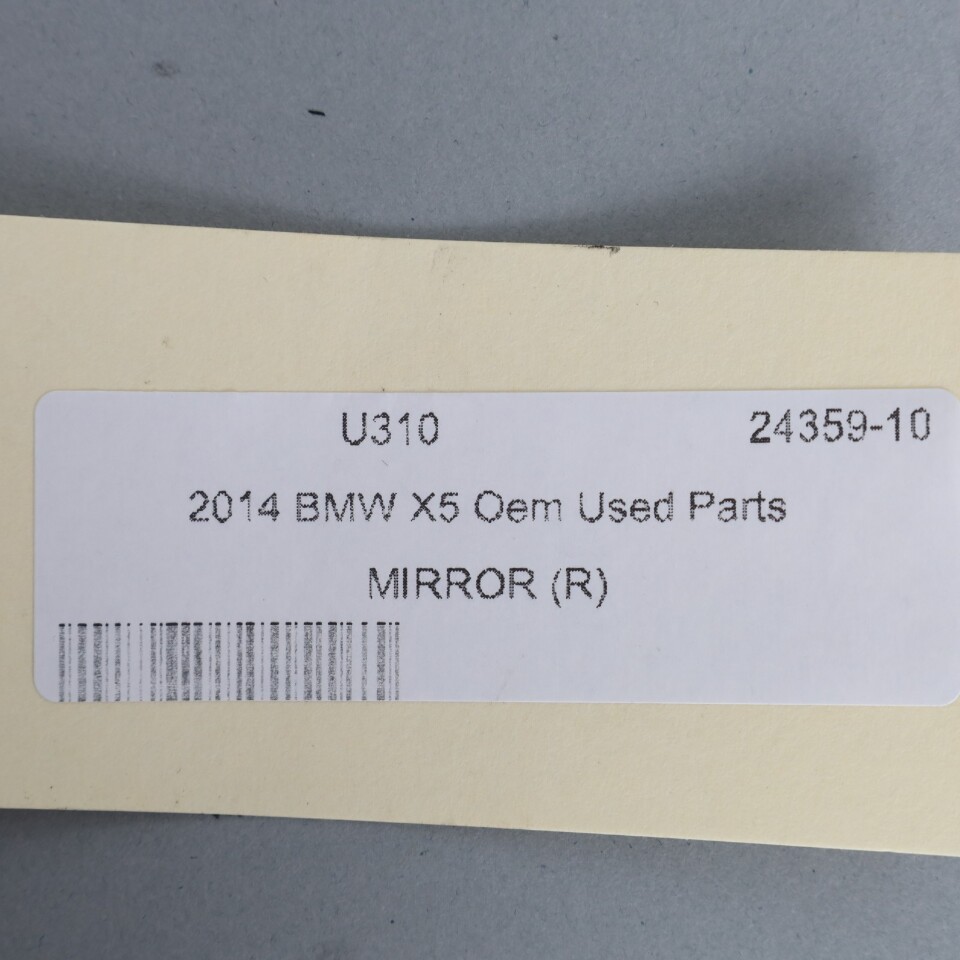 U310 24359-10
2014 BMW X5 Oem Used Parts
MIRROR (R)